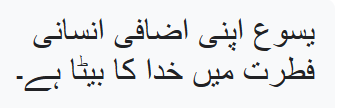 یسوع اپنی اضافی انسانی
فطرت میں خدا کا بیٹا ہے۔